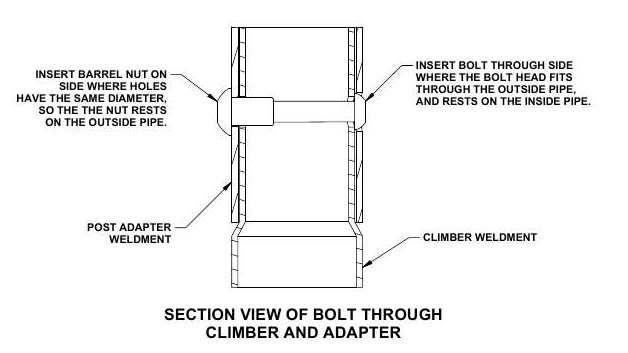 INSERT BARREL NUT ON
SIDE WHERE HOLES
HAVE THE SAME DIAMETER,
SO THE THE NUT RESTS
ON THE OUTSIDE PIPE.
INSERT BOLT THROUGH SIDE
WHERE THE BOLT HEAD FITS
THROUGH THE OUTSIDE PIPE,
AND RESTS ON THE INSIDE PIPE.
POST ADAPTER
WELDMENT
CLIMBER WELDMENT
SECTION VIEW OF BOLT THROUGH
CLIMBER AND ADAPTER